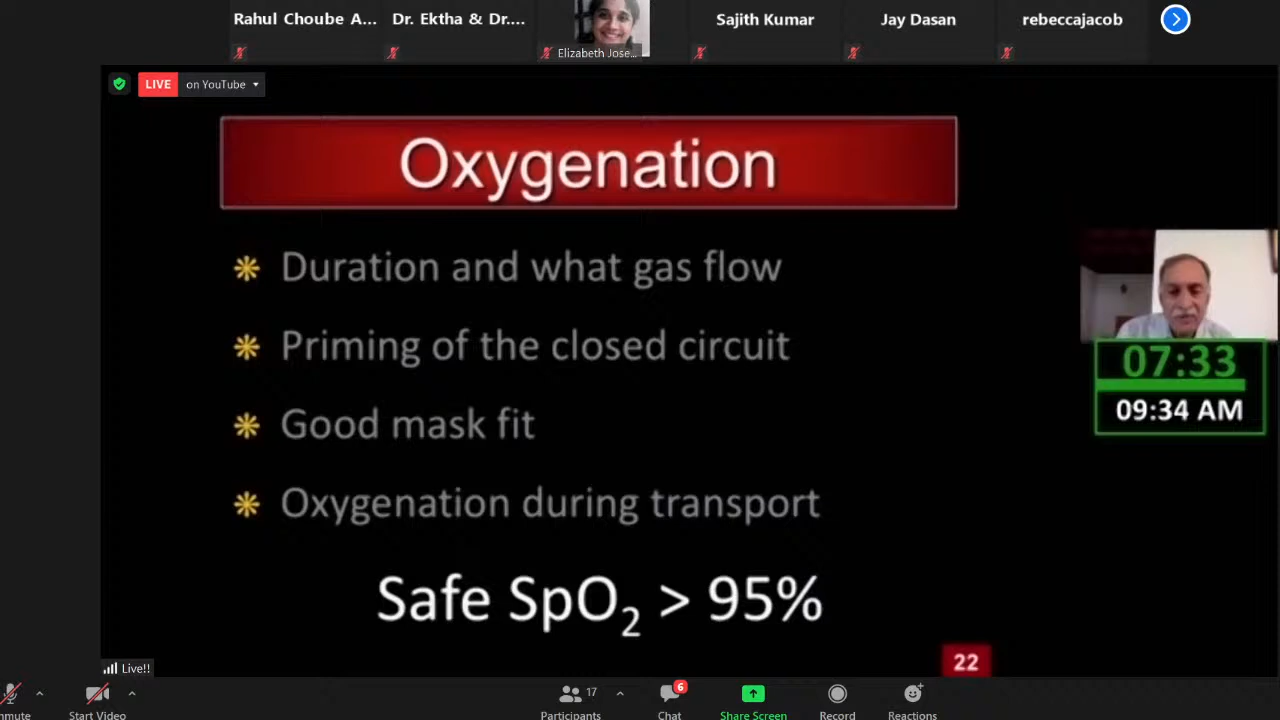 Rahul Choube A...
Dr. Ektha & Dr....
Elizabeth Jose...
Sajith Kumar
Jay Dasan
rebeccajacob
LIVE on YouTube
Oxygenation
Duration and what gas flow
Priming of the closed circuit
Good mask fit
Oxygenation during transport
Safe SpO₂ > 95%
07:33
09:34 AM
22
Live!!
nmute
Start Video
17
Participants
6
Chat
Share Screen
Record
Reactions